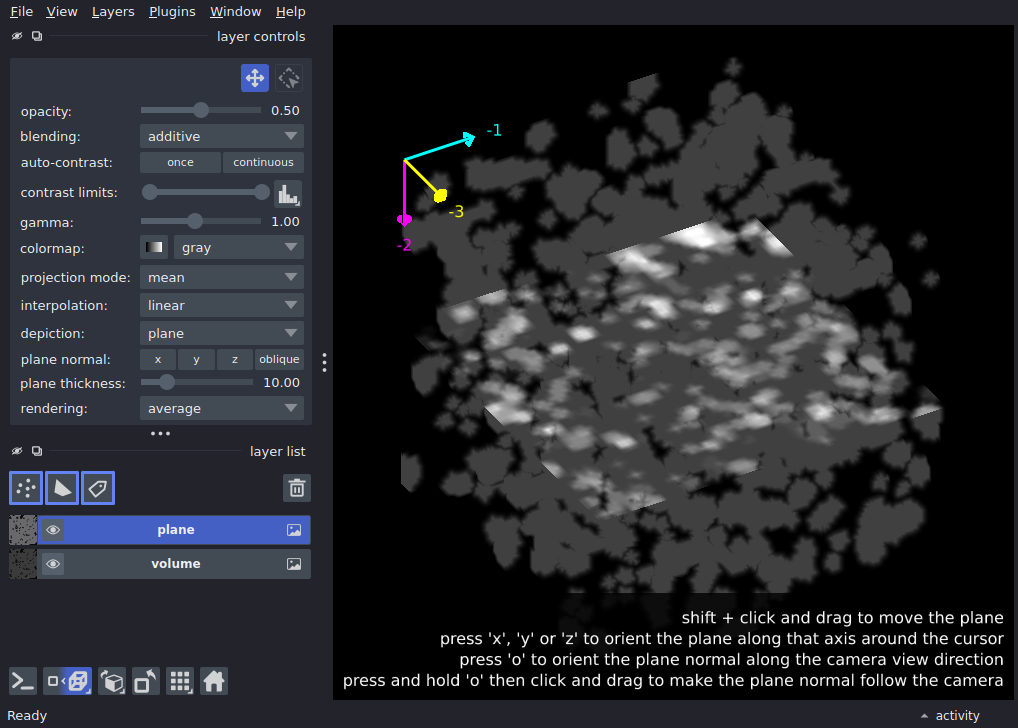 File View Layers Plugins Window Help
layer controls
opacity: 0.50
blending: additive
auto-contrast: once continuous
contrast limits:
gamma: 1.00
colormap: gray
projection mode: mean
interpolation: linear
depiction: plane
plane normal: x y z oblique
plane thickness: 10.00
rendering: average
layer list
plane
volume
Ready
-1
-3
-2
shift + click and drag to move the plane
press 'x', 'y' or 'z' to orient the plane along that axis around the cursor
press 'o' to orient the plane normal along the camera view direction
press and hold 'o' then click and drag to make the plane normal follow the camera
activity